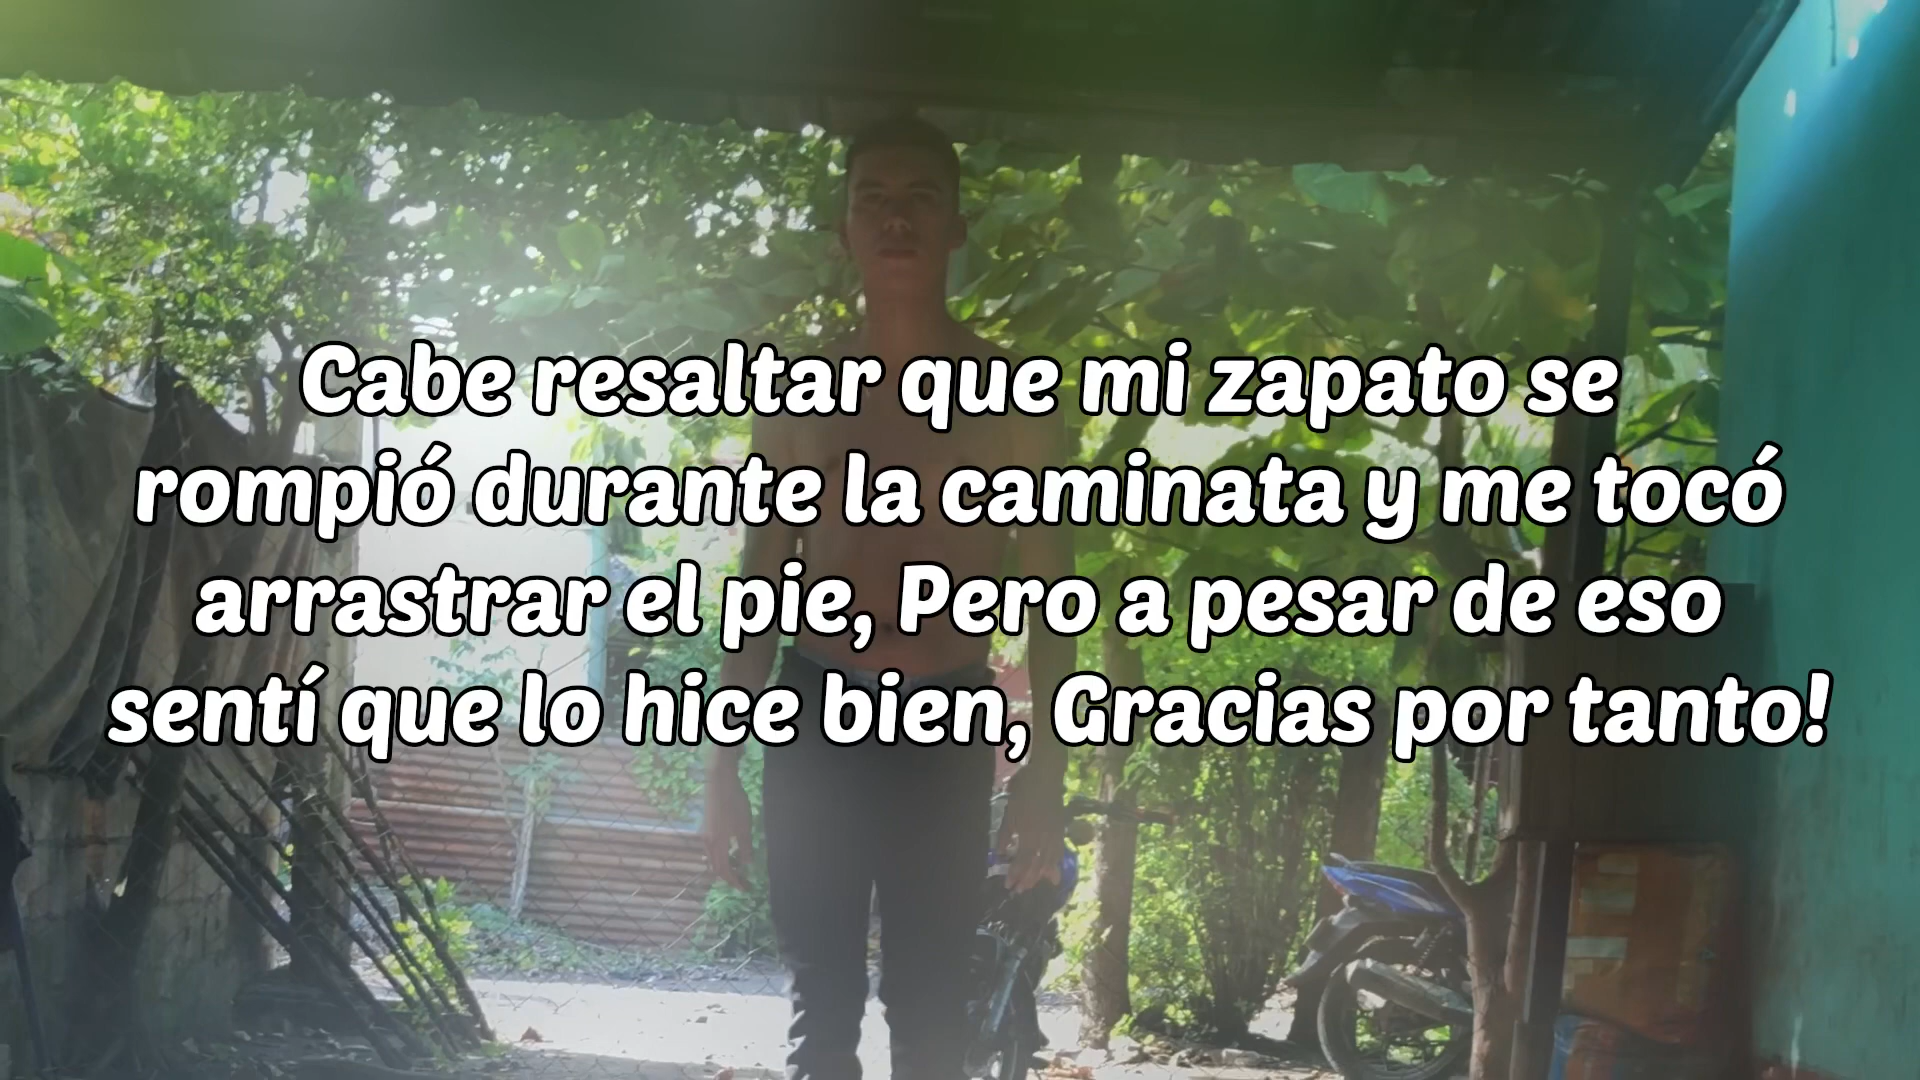 Cabe resaltar que mi zapato se
rompió durante la caminata y me tocó
arrastrar el pie, Pero a pesar de eso
sentí que lo hice bien, Gracias por tanto!